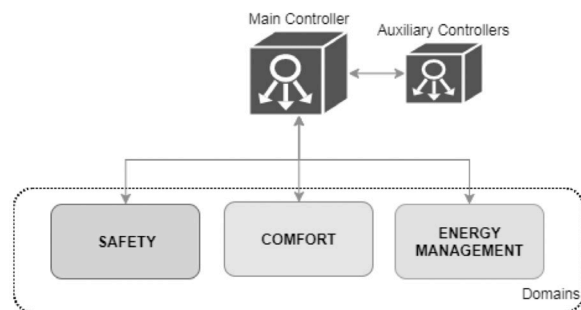 Main Controller
Auxiliary Controllers
SAFETY
COMFORT
ENERGY
MANAGEMENT
Domains